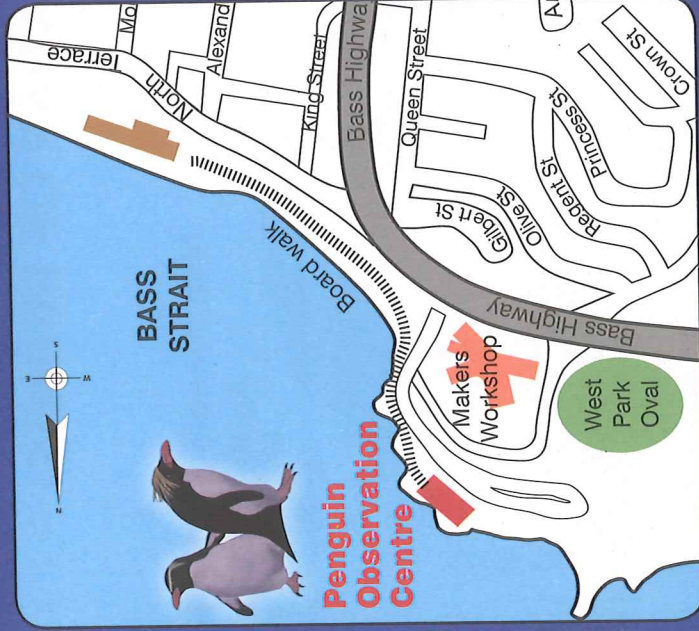 Mo
Terrace
Alexand
North
King Street
Bass Highwa
Queen Street
A
Crown St
Princess St
Regent St
Olive St
Gilbert St
Board walk
BASS
STRAIT
S
E
W
N
Bass Highway
Makers
Workshop
West
Park
Oval
Penguin
Observation
Centre